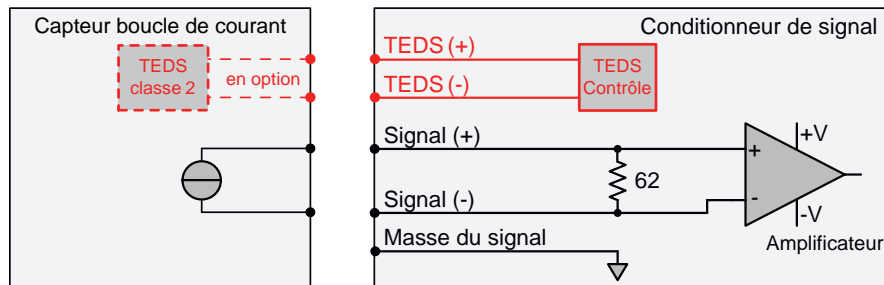 Capteur boucle de courant
TEDS
classe 2
en option
Conditionneur de signal
TEDS (+)
TEDS (-)
TEDS
Contrôle
Signal (+)
+
+V
62
Signal (-)
-
-V
Masse du signal
Amplificateur